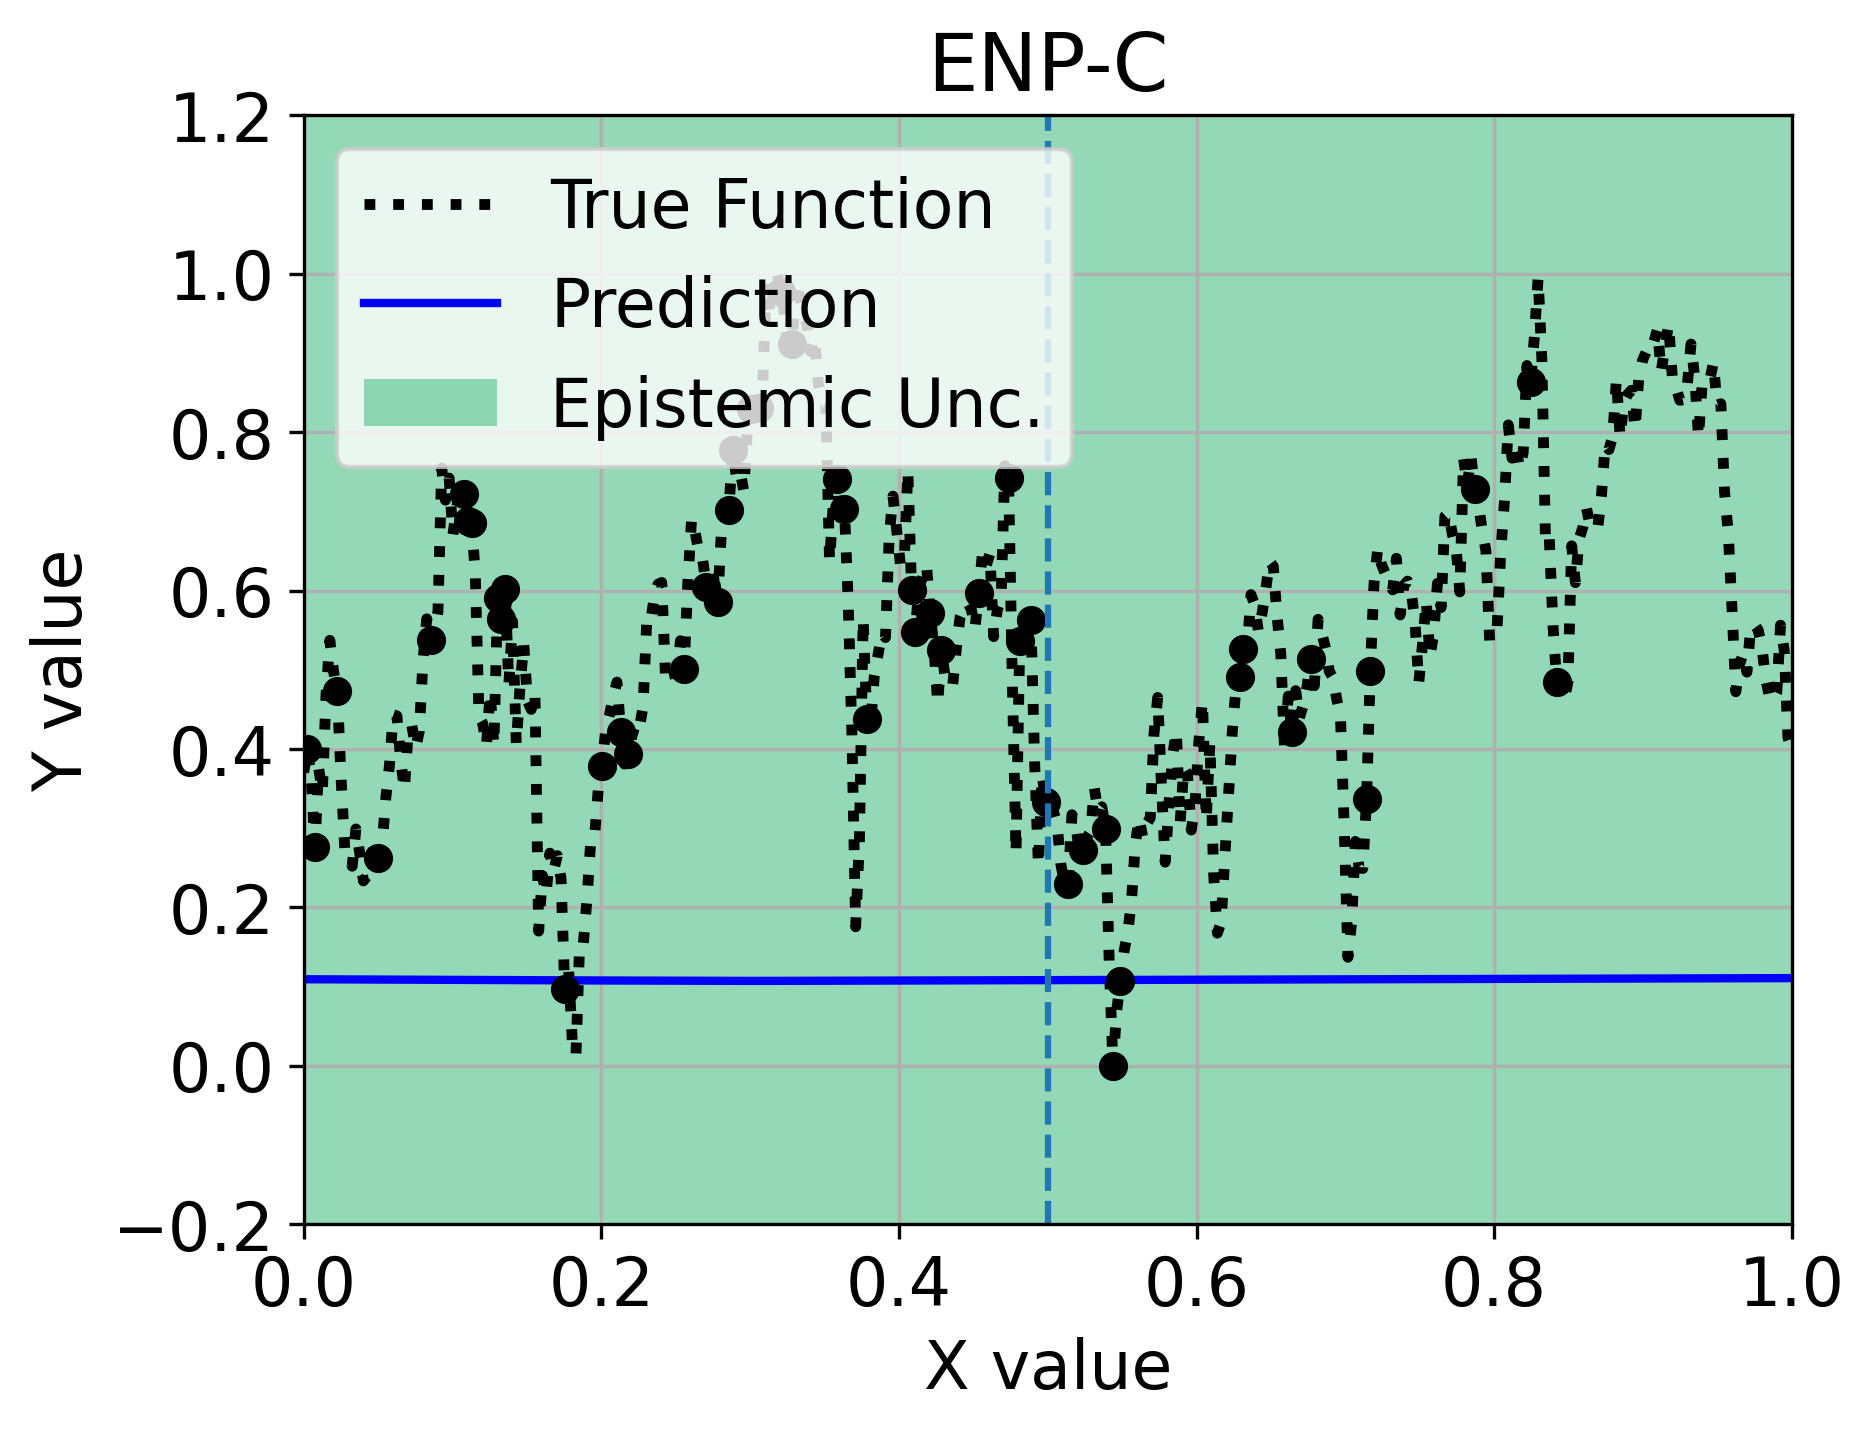 ENP-C
1.2
1.0
0.8
0.6
0.4
0.2
0.0
−0.2
Y value
True Function
Prediction
Epistemic Unc.
0.0 0.2 0.4 0.6 0.8 1.0
X value